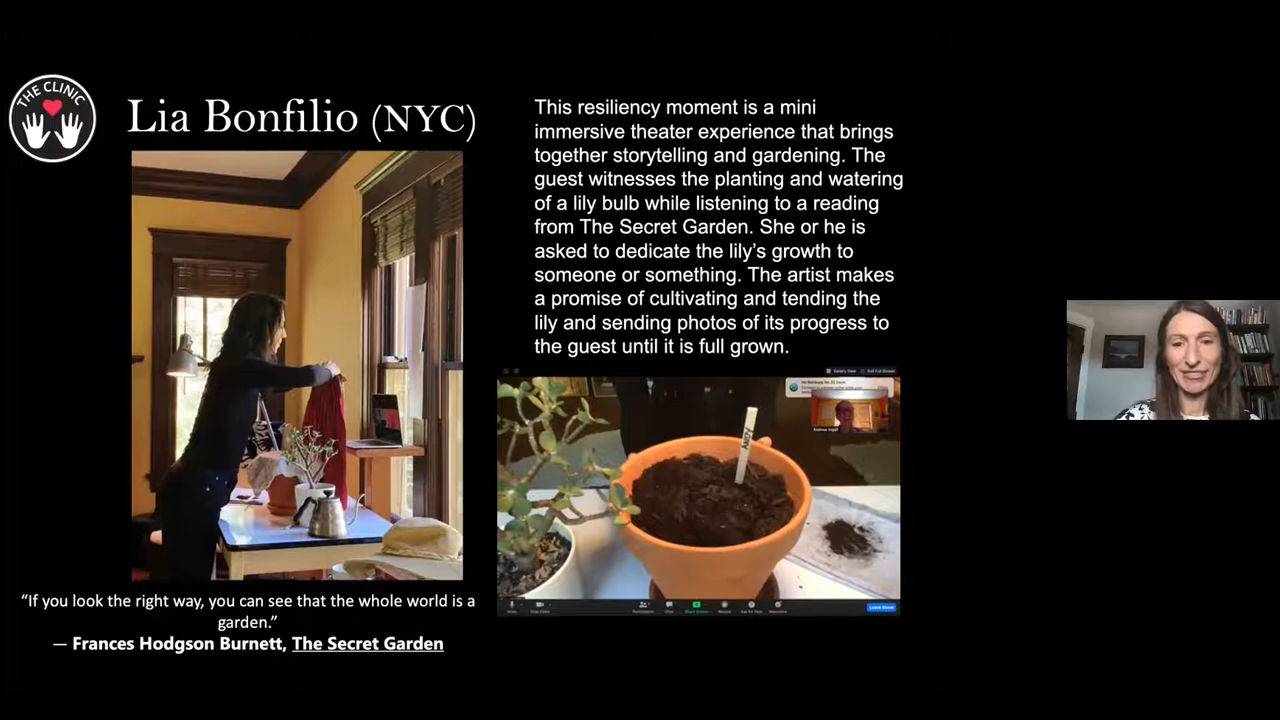 THE CLINIC
Lia Bonfilio (NYC)
This resiliency moment is a mini
immersive theater experience that brings
together storytelling and gardening. The
guest witnesses the planting and watering
of a lily bulb while listening to a reading
from The Secret Garden. She or he is
asked to dedicate the lily’s growth to
someone or something. The artist makes
a promise of cultivating and tending the
lily and sending photos of its progress to
the guest until it is full grown.
“If you look the right way, you can see that the whole world is a
garden.”
— Frances Hodgson Burnett, The Secret Garden
ANDY
Leave Room